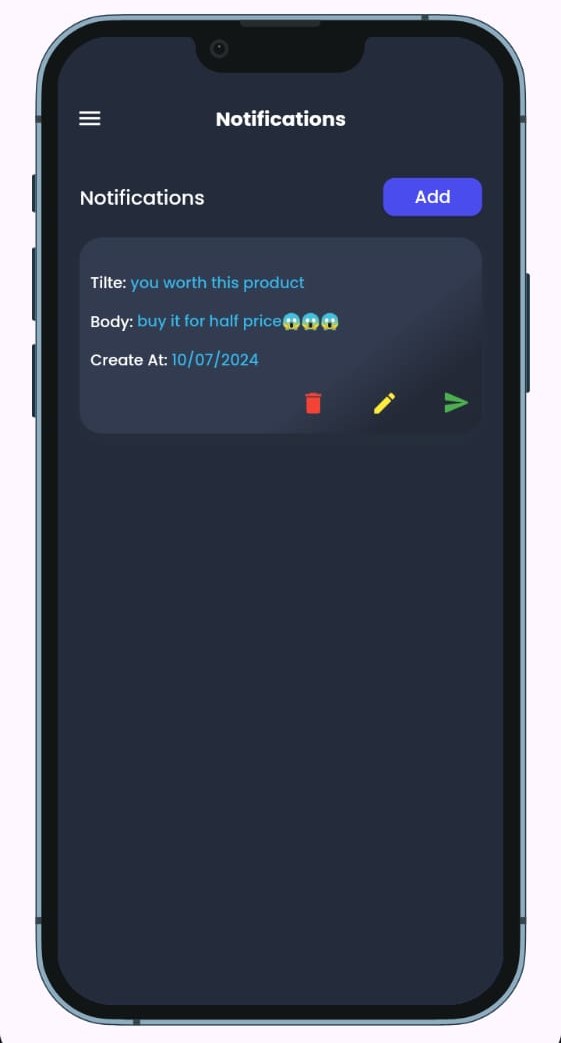 Notifications
Notifications
Add
Tilte: you worth this product
Body: buy it for half price😱😱😱
Create At: 10/07/2024